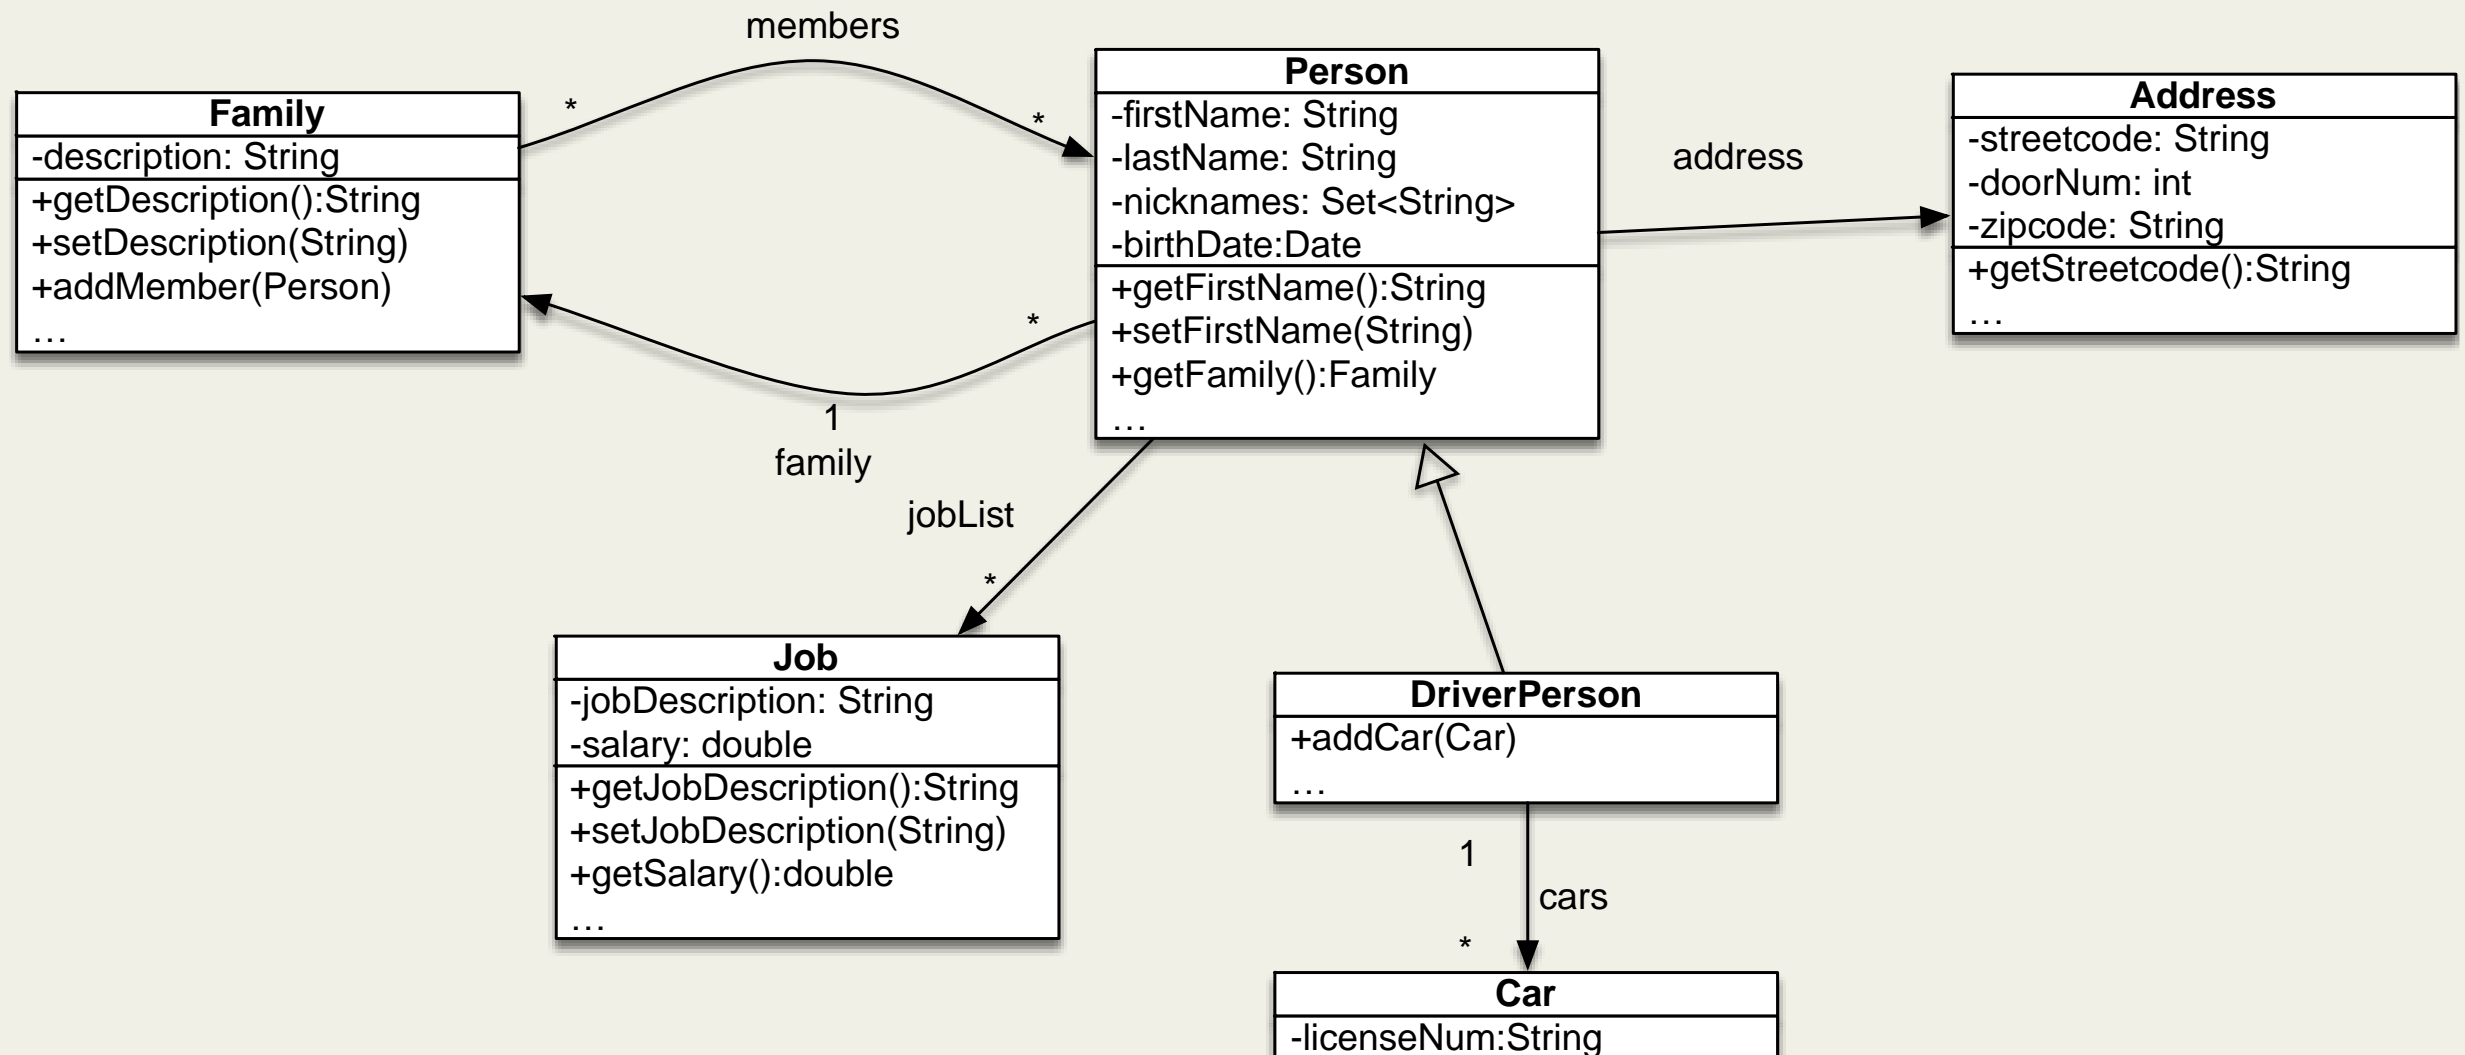 members
Family
-description: String
+getDescription():String
+setDescription(String)
+addMember(Person)
…
*
*
Person
-firstName: String
-lastName: String
-nicknames: Set<String>
-birthDate:Date
+getFirstName():String
+setFirstName(String)
+getFamily():Family
…
address
Address
-streetcode: String
-doorNum: int
-zipcode: String
+getStreetcode():String
…
*
1
family
jobList
*
Job
-jobDescription: String
-salary: double
+getJobDescription():String
+setJobDescription(String)
+getSalary():double
…
DriverPerson
+addCar(Car)
…
1
cars
*
Car
-licenseNum:String